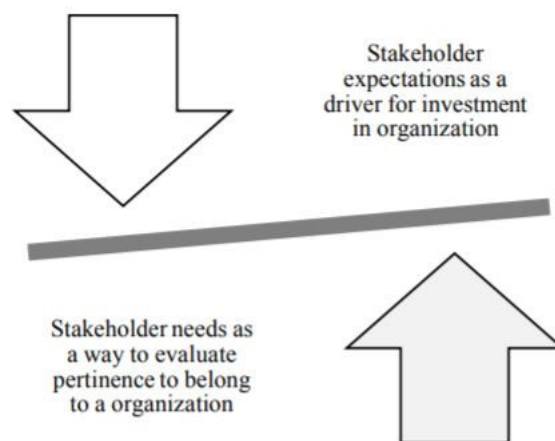 Stakeholder
expectations as a
driver for investment
in organization
Stakeholder needs as
a way to evaluate
pertinence to belong
to a organization